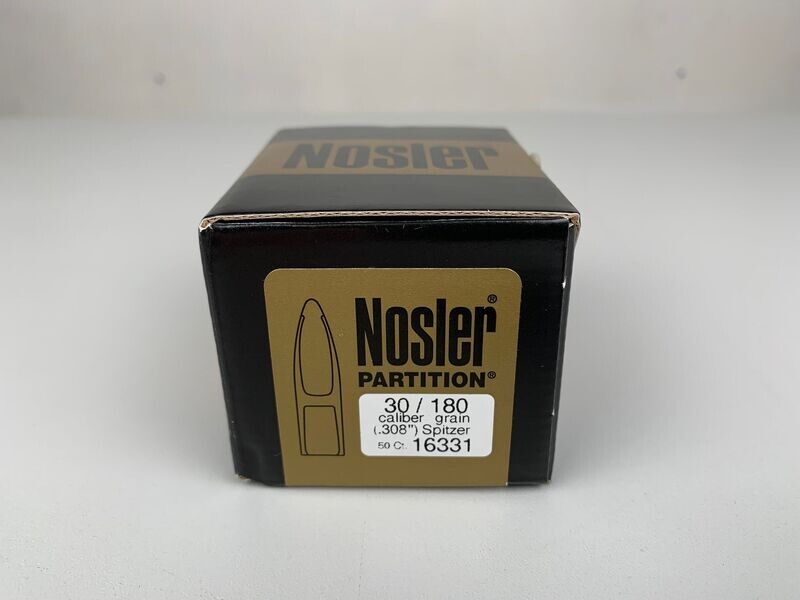 Nosler
Nosler®
PARTITION®
30 / 180
caliber grain
(.308") Spitzer
50 Ct. 16331